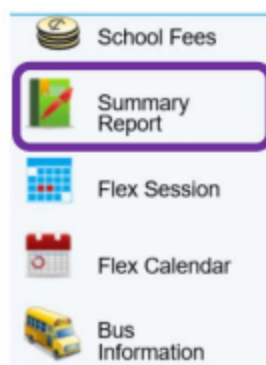 School Fees
Summary
Report
Flex Session
Flex Calendar
Bus
Information